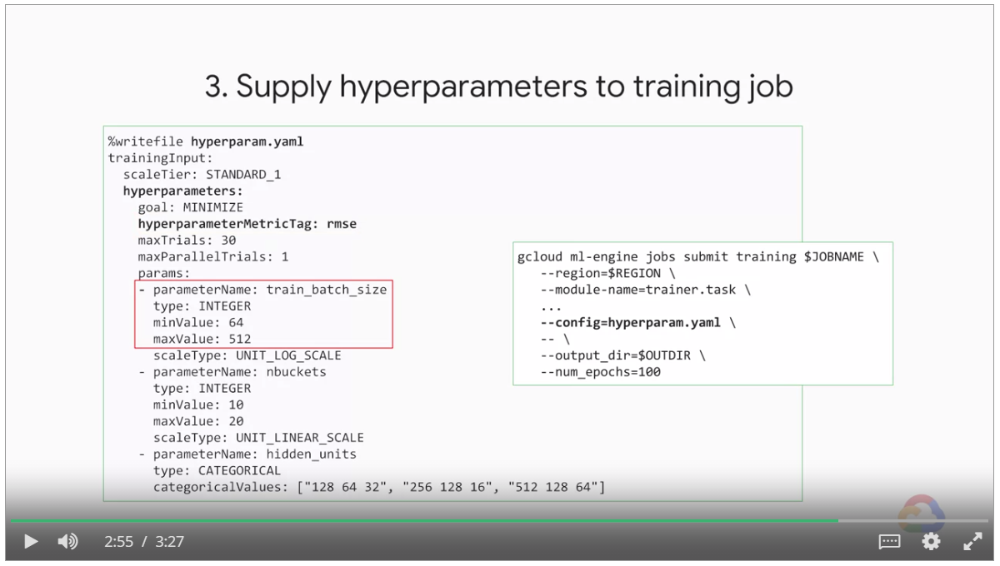 3. Supply hyperparameters to training job
%writefile hyperparam.yaml
trainingInput:
  scaleTier: STANDARD_1
  hyperparameters:
    goal: MINIMIZE
    hyperparameterMetricTag: rmse
    maxTrials: 30
    maxParallelTrials: 1
    params:
    - parameterName: train_batch_size
      type: INTEGER
      minValue: 64
      maxValue: 512
      scaleType: UNIT_LOG_SCALE
    - parameterName: nbuckets
      type: INTEGER
      minValue: 10
      maxValue: 20
      scaleType: UNIT_LINEAR_SCALE
    - parameterName: hidden_units
      type: CATEGORICAL
      categoricalValues: ["128 64 32", "256 128 16", "512 128 64"]
gcloud ml-engine jobs submit training $JOBNAME \
   --region=$REGION \
   --module-name=trainer.task \
   ...
   --config=hyperparam.yaml \
   -- \
   --output_dir=$OUTDIR \
   --num_epochs=100
2:55 / 3:27